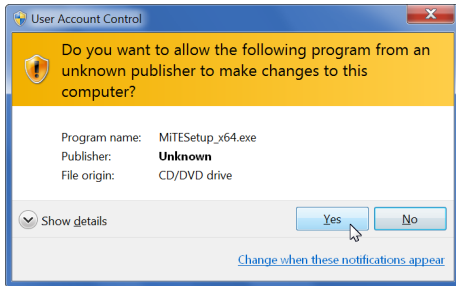 User Account Control
Do you want to allow the following program from an
unknown publisher to make changes to this
computer?
Program name: MiTESetup_x64.exe
Publisher: Unknown
File origin: CD/DVD drive
Show details
Yes
No
Change when these notifications appear